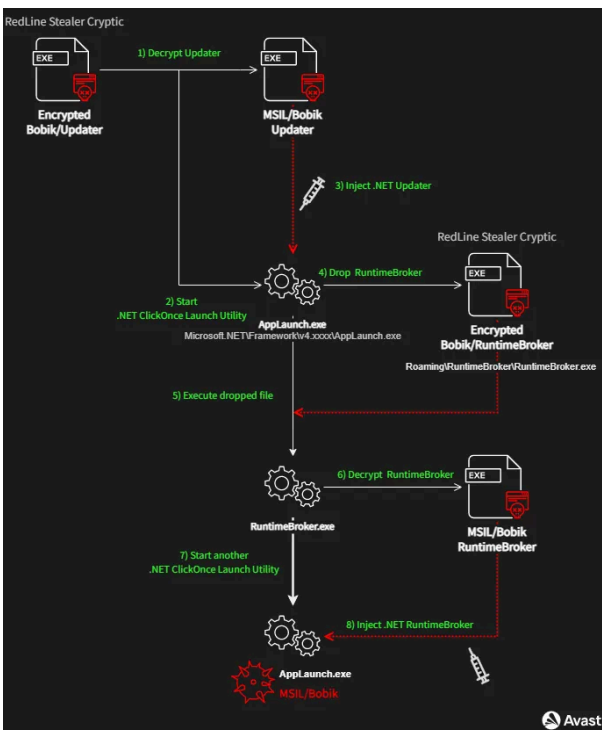 RedLine Stealer Cryptic
1) Decrypt Updater
EXE
EXE
Encrypted
Bobik/Updater
MSIL/Bobik
Updater
3) Inject .NET Updater
RedLine Stealer Cryptic
4) Drop RuntimeBroker
EXE
2) Start
.NET ClickOnce Launch Utility
AppLaunch.exe
Microsoft.NET\Framework\v4.xxxx\AppLaunch.exe
Encrypted
Bobik/RuntimeBroker
Roaming\RuntimeBroker\RuntimeBroker.exe
5) Execute dropped file
6) Decrypt RuntimeBroker
EXE
RuntimeBroker.exe
MSIL/Bobik
RuntimeBroker
7) Start another
.NET ClickOnce Launch Utility
8) Inject .NET RuntimeBroker
AppLaunch.exe
MSIL/Bobik
Avast